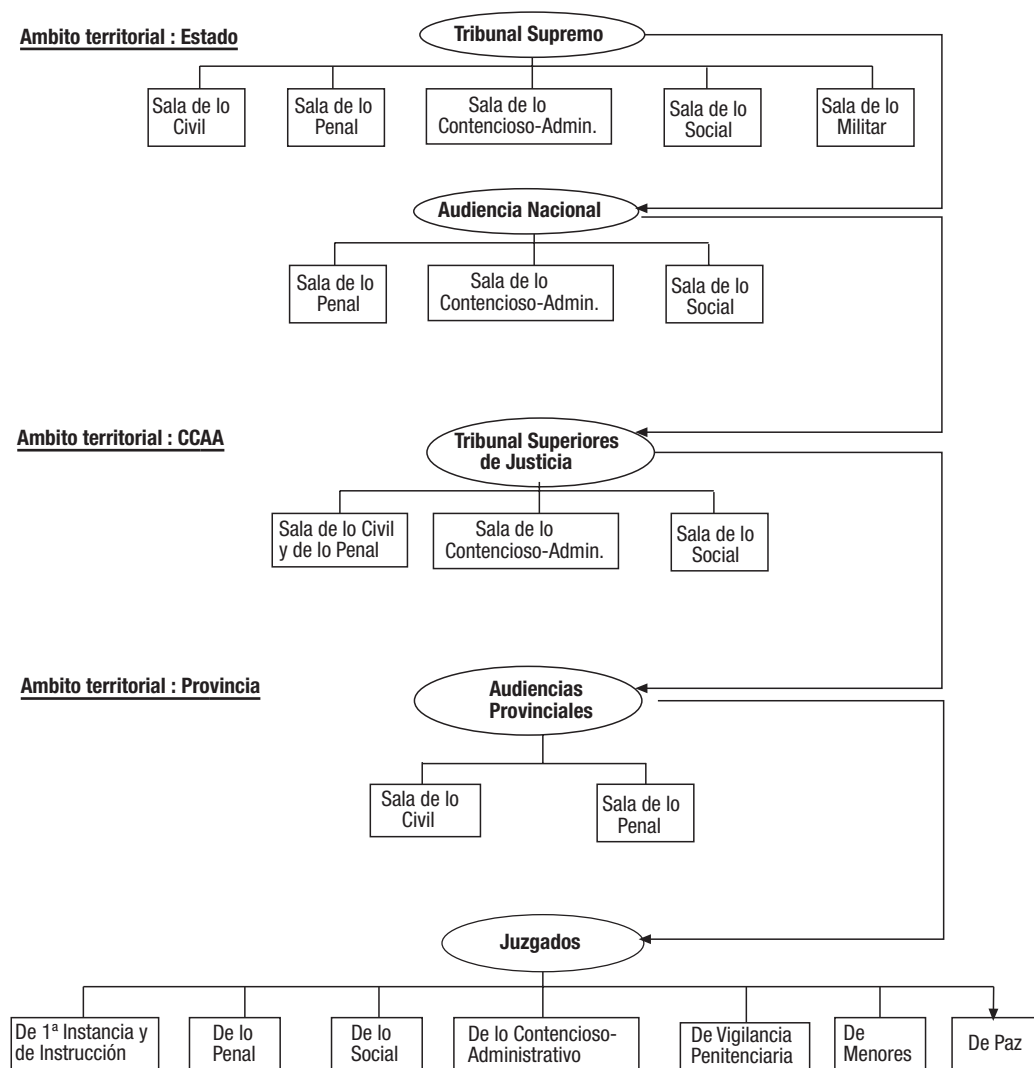 Ambito territorial : Estado
Tribunal Supremo
Sala de lo
Civil
Sala de lo
Penal
Sala de lo
Contencioso-Admin.
Sala de lo
Social
Sala de lo
Militar
Audiencia Nacional
Sala de lo
Penal
Sala de lo
Contencioso-Admin.
Sala de lo
Social
Ambito territorial : CCAA
Tribunal Superiores
de Justicia
Sala de lo Civil
y de lo Penal
Sala de lo
Contencioso-Admin.
Sala de lo
Social
Ambito territorial : Provincia
Audiencias
Provinciales
Sala de lo
Civil
Sala de lo
Penal
Juzgados
De 1ª Instancia y
de Instrucción
De lo
Penal
De lo
Social
De lo Contencioso-
Administrativo
De Vigilancia
Penitenciaria
De
Menores
De Paz